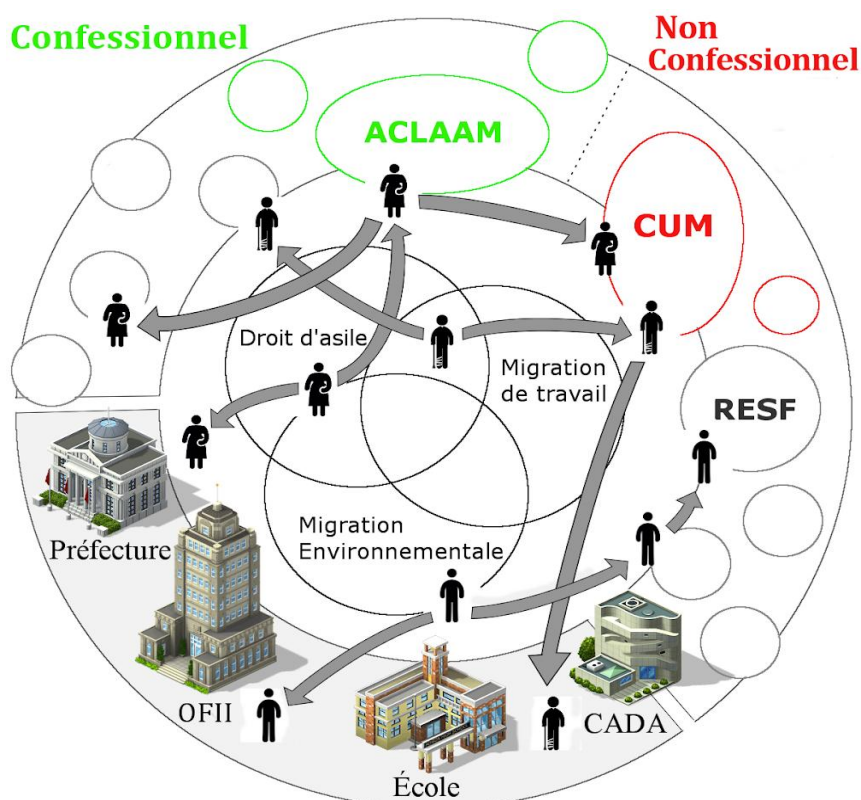 Confessionnel
Non
Confessionnel
ACLAAM
CUM
Droit d'asile
Migration
de travail
RESF
Migration
Environnementale
Préfecture
OFII
CADA
École